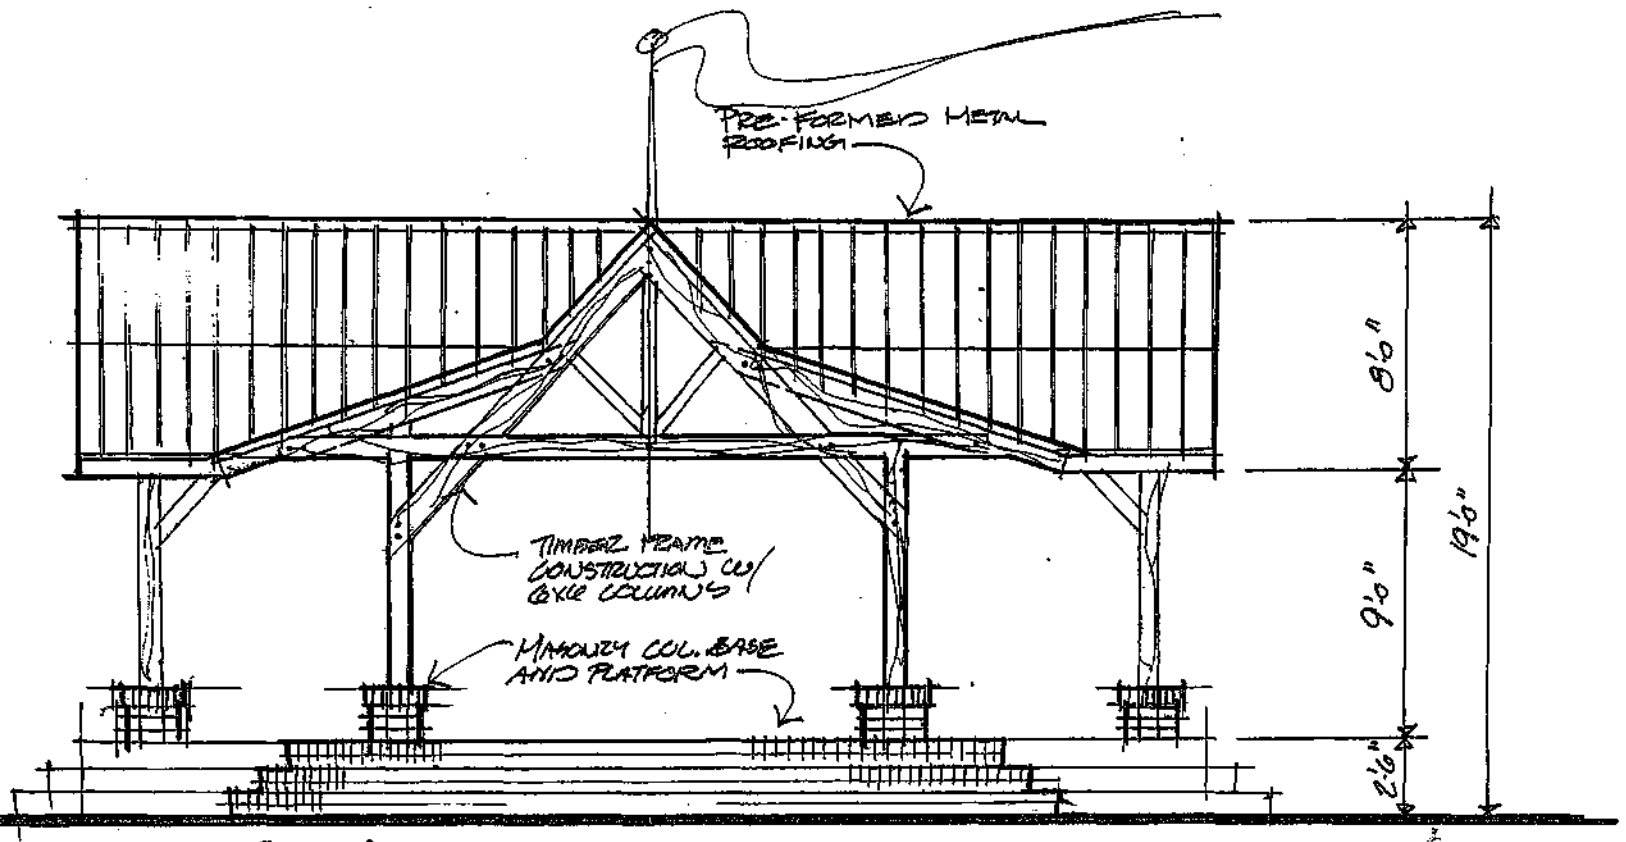 PRE-FORMED METAL
ROOFING
8'-0"
19'-0"
TIMBER FRAME
CONSTRUCTION W/
6X6 COLUMNS
9'-0"
MASONRY COL. BASE
AND PLATFORM
2'-6"